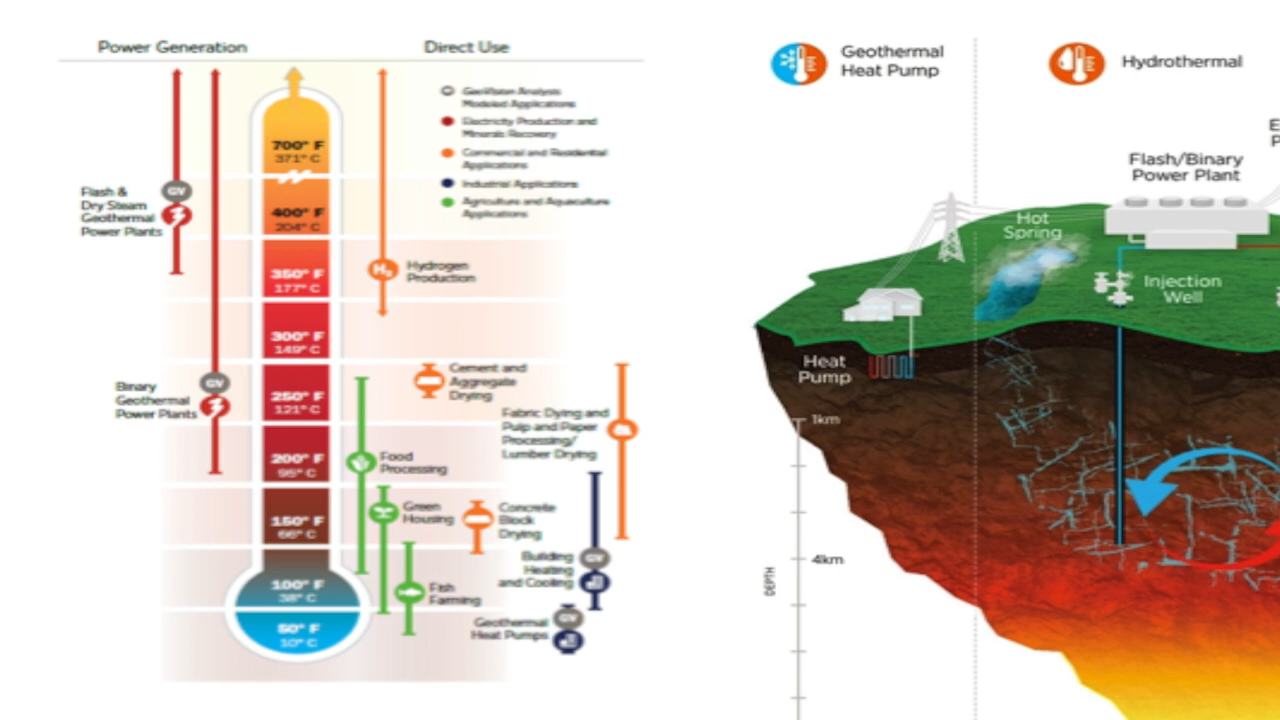 Power Generation
Direct Use
GeoVision Analysis
Modeled Applications
Electricity Production and
Minerals Recovery
Commercial and Residential
Applications
Industrial Applications
Agriculture and Aquaculture
Applications
700° F
371° C
400° F
204° C
350° F
177° C
300° F
149° C
250° F
121° C
200° F
150° F
66° C
100° F
38° C
50° F
10° C
Flash &
Dry Steam
Geothermal
Power Plants
GV
Binary
Geothermal
Power Plants
GV
H₂
Hydrogen
Production
Cement and
Aggregate
Drying
Fabric Dying and
Pulp and Paper
Processing/
Lumber Drying
Food
Processing
Green
Housing
Concrete
Block
Drying
Building
Heating
and Cooling
GV
Fish
Farming
Geothermal
Heat Pumps
GV
Geothermal
Heat Pump
Hydrothermal
Flash/Binary
Power Plant
Hot
Spring
Injection
Well
Heat
Pump
1km
4km
DEPTH